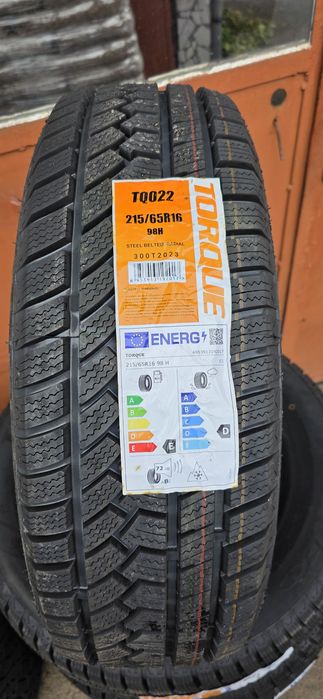 TQ022
215/65R16
98H
STEEL BELTED RADIAL
300T2023
TORQUE
ENERG
TORQUE
215/65R16 98 H
A
B
C
D
E
E
A
B
C
D
E
D
72
B